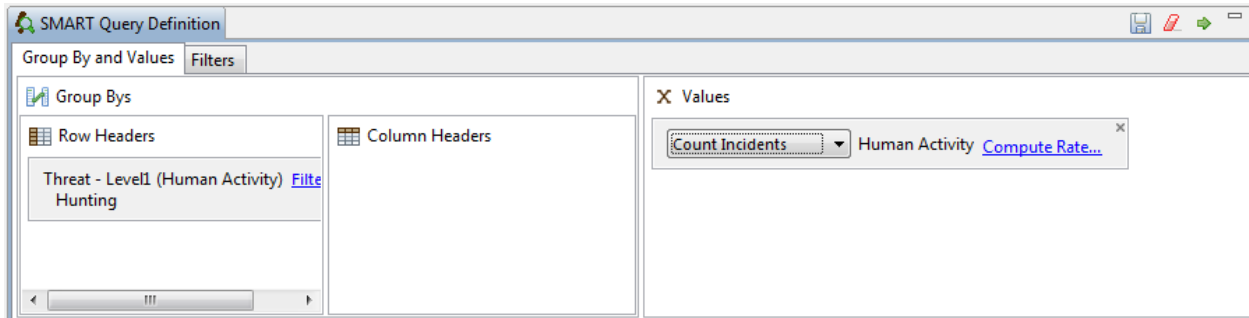 SMART Query Definition
Group By and Values Filters
Group Bys
X Values
Row Headers
Column Headers
Count Incidents Human Activity Compute Rate...
Threat - Level1 (Human Activity) Filte
Hunting